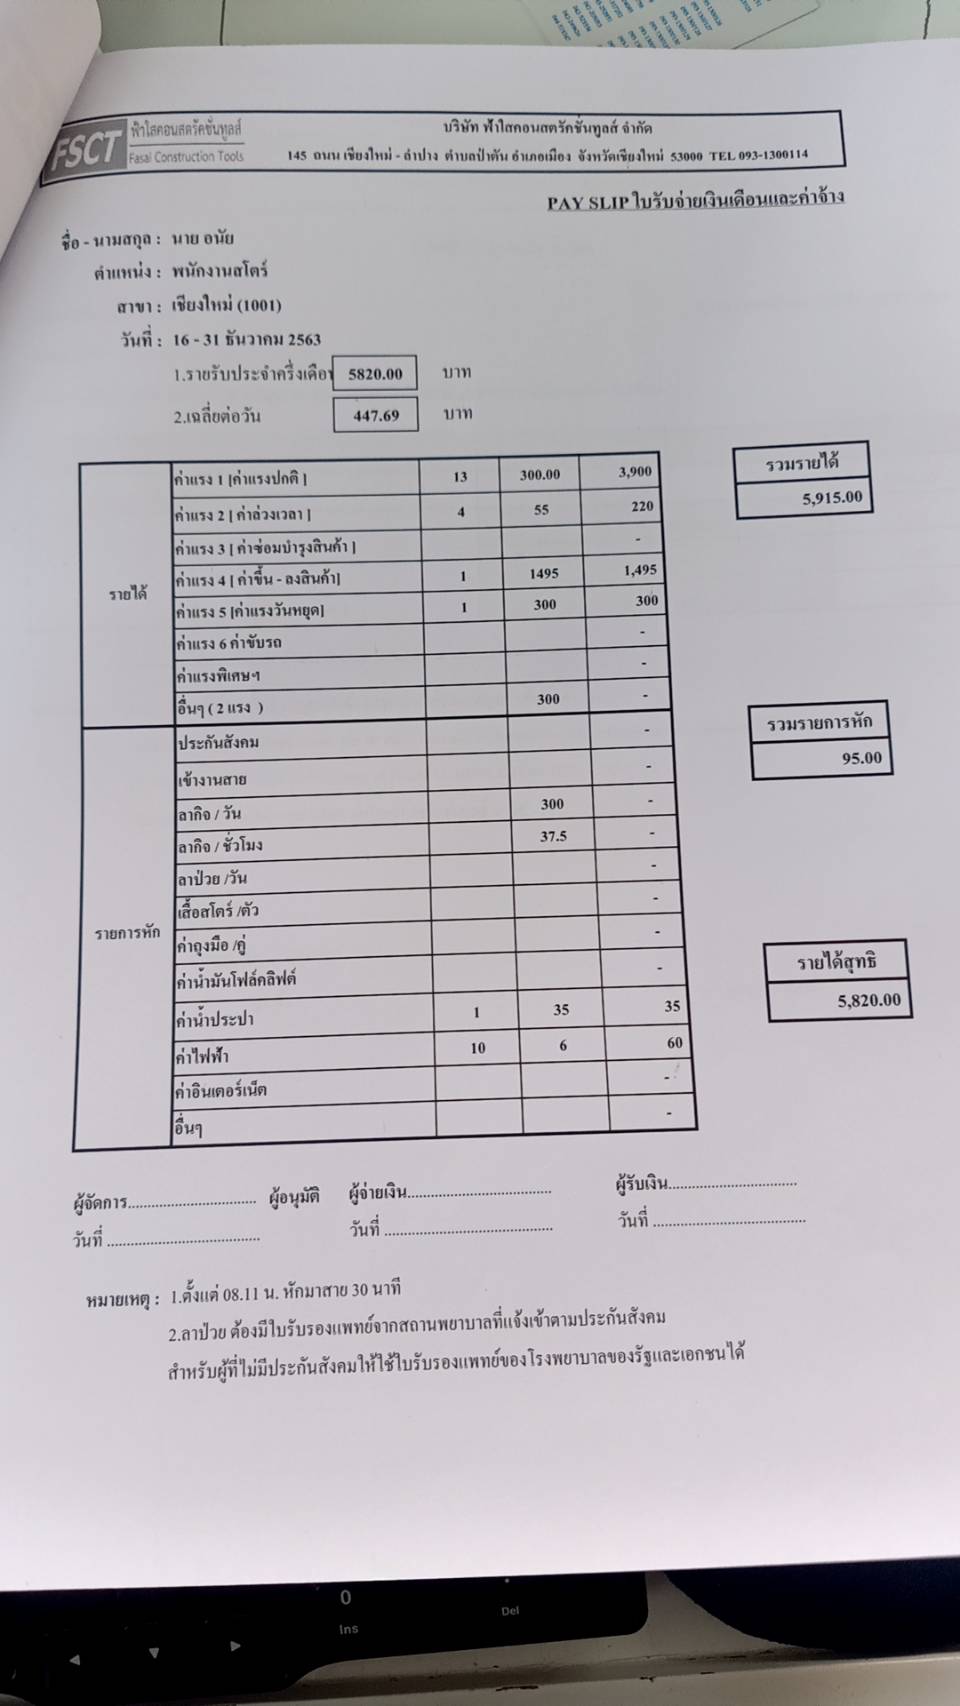 FSCT ฟ้าใสคอนสตรัคชั่นทูลส์
Fasai Construction Tools
บริษัท ฟ้าใสคอนสตรัคชั่นทูลส์ จำกัด
145 ถนน เชียงใหม่ - ลำปาง ตำบลป่าตัน อำเภอเมือง จังหวัดเชียงใหม่ 53000 TEL 093-1300114
PAY SLIP ใบรับจ่ายเงินเดือนและค่าจ้าง
ชื่อ - นามสกุล : นาย อนัย
ตำแหน่ง : พนักงานสโตร์
สาขา : เชียงใหม่ (1001)
วันที่ : 16 - 31 ธันวาคม 2563
1.รายรับประจำครึ่งเดือน 5820.00 บาท
2.เฉลี่ยต่อวัน 447.69 บาท
รายได้
ค่าแรง 1 [ค่าแรงปกติ ] 13 300.00 3,900
ค่าแรง 2 [ ค่าล่วงเวลา ] 4 55 220
ค่าแรง 3 [ ค่าซ่อมบำรุงสินค้า ] -
ค่าแรง 4 [ ค่าขึ้น - ลงสินค้า] 1 1495 1,495
ค่าแรง 5 [ค่าแรงวันหยุด] 1 300 300
ค่าแรง 6 ค่าขับรถ -
ค่าแรงพิเศษฯ -
อื่นๆ ( 2 แรง ) 300 -
รวมรายได้
5,915.00
รายการหัก
ประกันสังคม -
เข้างานสาย -
ลากิจ / วัน 300 -
ลากิจ / ชั่วโมง 37.5 -
ลาป่วย /วัน -
เสื้อสโตร์ /ตัว -
ค่าถุงมือ /คู่ -
ค่าน้ำมันโฟล์คลิฟต์ -
ค่าน้ำประปา 1 35 35
ค่าไฟฟ้า 10 6 60
ค่าอินเตอร์เน็ต -
อื่นๆ -
รวมรายการหัก
95.00
รายได้สุทธิ
5,820.00
ผู้จัดการ................................ ผู้อนุมัติ ผู้จ่ายเงิน.................................... ผู้รับเงิน................................
วันที่ ...................................... วันที่ .......................................... วันที่ ......................................
หมายเหตุ : 1.ตั้งแต่ 08.11 น. หักมาสาย 30 นาที
2.ลาป่วย ต้องมีใบรับรองแพทย์จากสถานพยาบาลที่แจ้งเข้าตามประกันสังคม
สำหรับผู้ที่ไม่มีประกันสังคมให้ใช้ใบรับรองแพทย์ของโรงพยาบาลของรัฐและเอกชนได้
0
Ins
Del